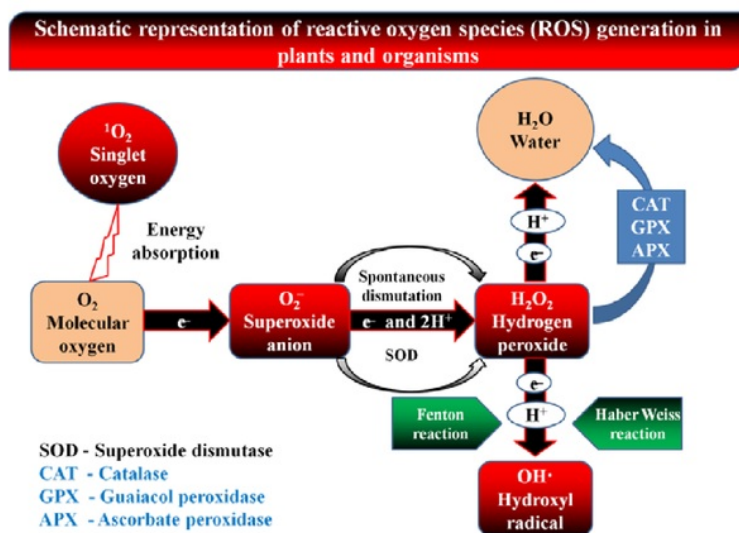 Schematic representation of reactive oxygen species (ROS) generation in
plants and organisms
¹O₂
Singlet
oxygen
H₂O
Water
Energy
absorption
CAT
GPX
APX
H⁺
e-
O₂
Molecular
oxygen
e-
O₂⁻
Superoxide
anion
Spontaneous
dismutation
e- and 2H⁺
SOD
H₂O₂
Hydrogen
peroxide
e-
H⁺
Fenton
reaction
Haber Weiss
reaction
OH·
Hydroxyl
radical
SOD - Superoxide dismutase
CAT - Catalase
GPX - Guaiacol peroxidase
APX - Ascorbate peroxidase